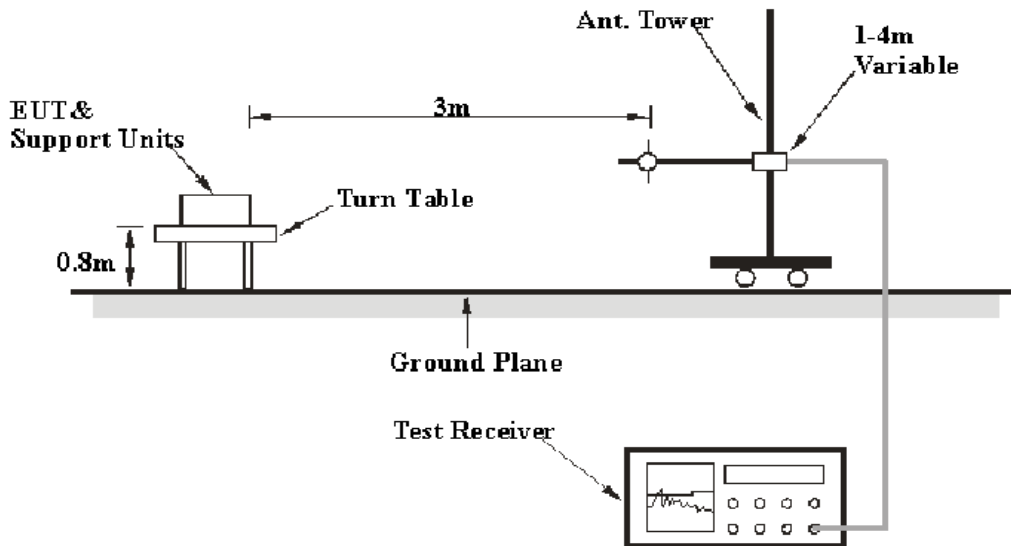 Ant. Tower
1-4m
Variable
3m
EUT&
Support Units
Turn Table
0.8m
Ground Plane
Test Receiver